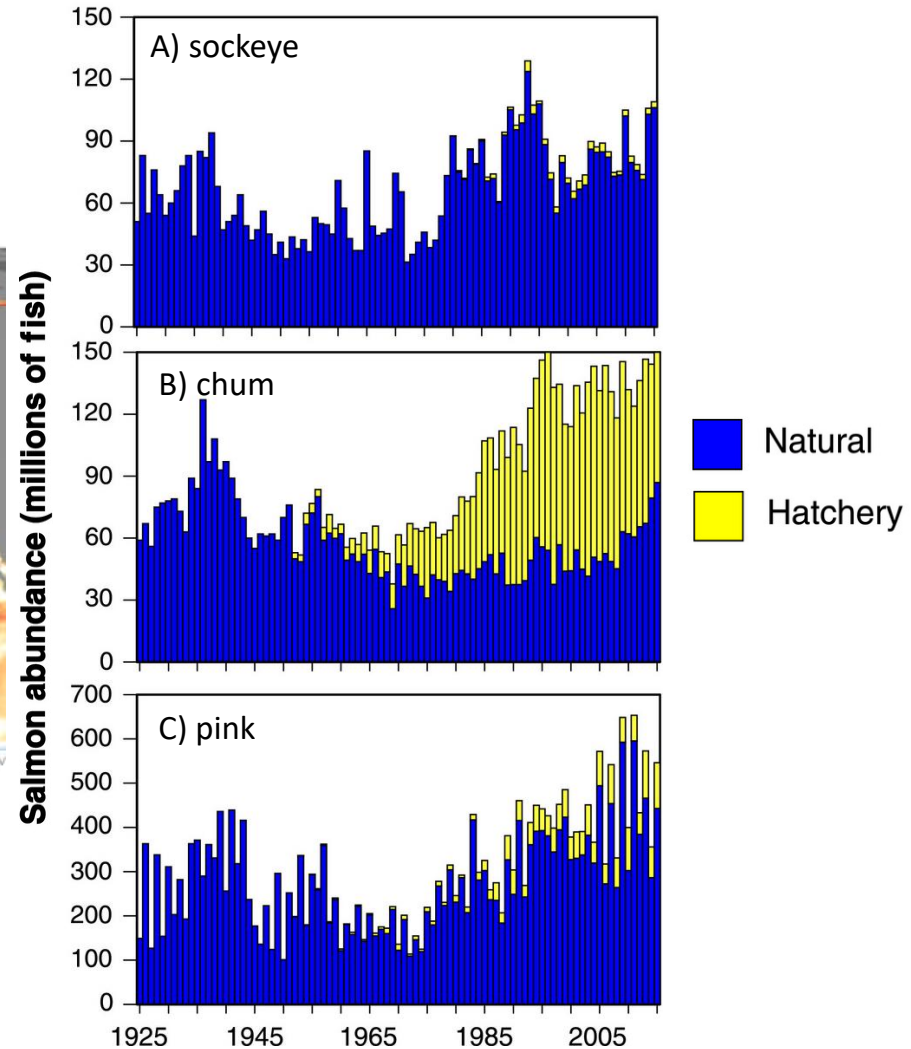 Salmon abundance (millions of fish)
A) sockeye
150
120
90
60
30
0
B) chum
150
120
90
60
30
0
C) pink
700
600
500
400
300
200
100
0
1925 1945 1965 1985 2005
Natural
Hatchery